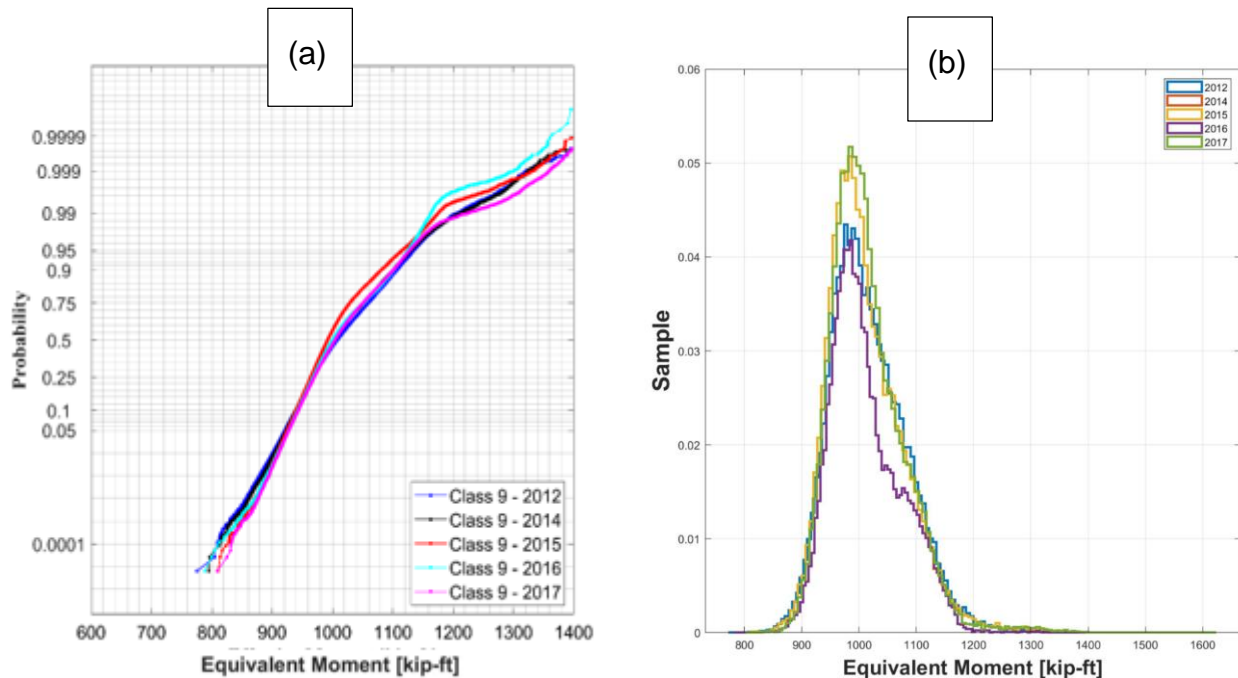 (a)
0.9999
0.999
0.99
0.95
0.9
0.75
0.5
0.25
0.1
0.05
0.0001
Probability
Class 9 - 2012
Class 9 - 2014
Class 9 - 2015
Class 9 - 2016
Class 9 - 2017
600 700 800 900 1000 1100 1200 1300 1400
Equivalent Moment [kip-ft]
(b)
0.06
0.05
0.04
0.03
0.02
0.01
0
Sample
2012
2014
2015
2016
2017
800 900 1000 1100 1200 1300 1400 1500 1600
Equivalent Moment [kip-ft]